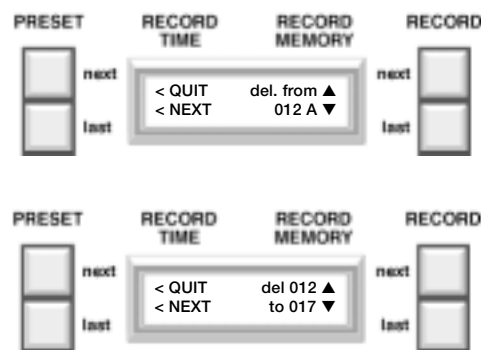 PRESET RECORD TIME RECORD MEMORY RECORD
next next
< QUIT del. from ▲
< NEXT 012 A ▼
last last
PRESET RECORD TIME RECORD MEMORY RECORD
next next
< QUIT del 012 ▲
< NEXT to 017 ▼
last last